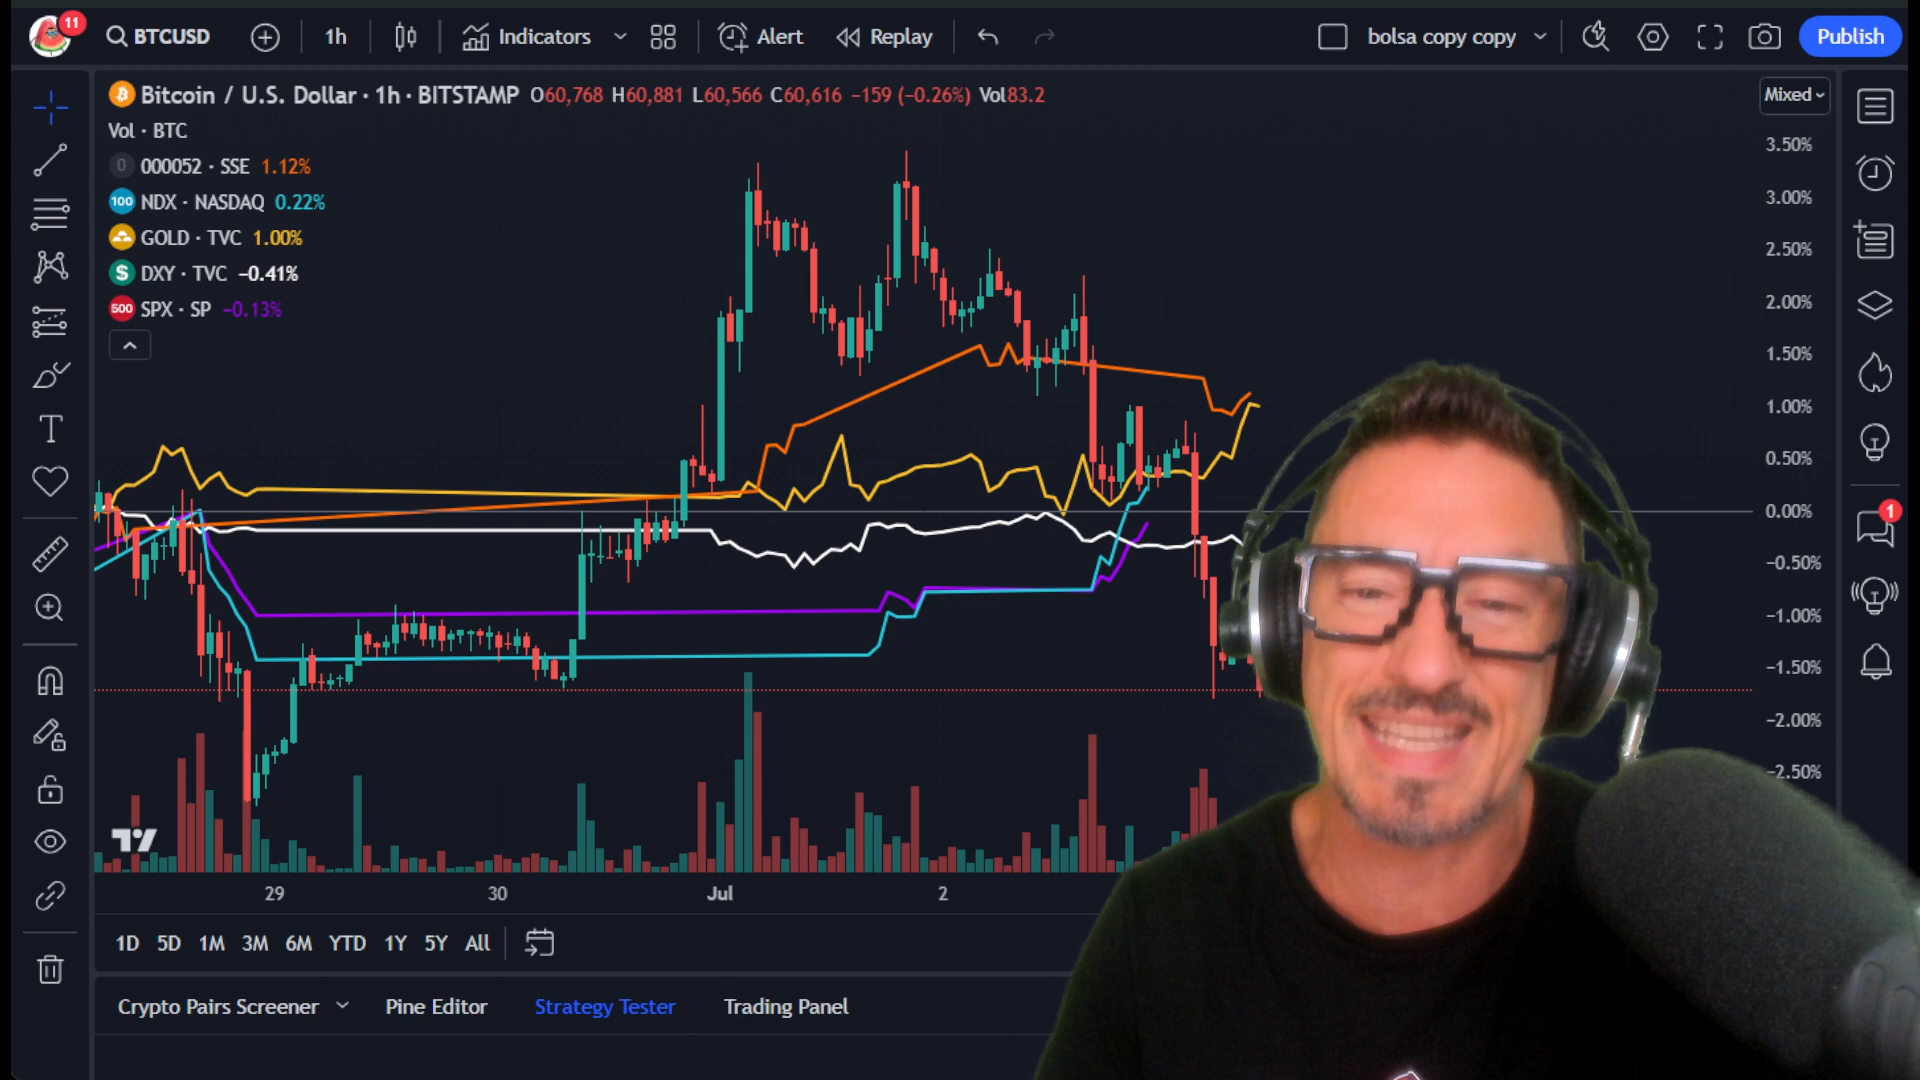 11
BTCUSD
1h
Indicators
Alert
Replay
bolsa copy copy
Publish
Bitcoin / U.S. Dollar · 1h · BITSTAMP O60,768 H60,881 L60,566 C60,616 −159 (−0.26%) Vol83.2
Mixed
Vol · BTC
0 000052 · SSE 1.12%
100 NDX · NASDAQ 0.22%
GOLD · TVC 1.00%
$ DXY · TVC −0.41%
500 SPX · SP −0.13%
3.50%
3.00%
2.50%
2.00%
1.50%
1.00%
0.50%
0.00%
−0.50%
−1.00%
−1.50%
−2.00%
−2.50%
1
29 30 Jul 2
1D 5D 1M 3M 6M YTD 1Y 5Y All
Crypto Pairs Screener Pine Editor Strategy Tester Trading Panel